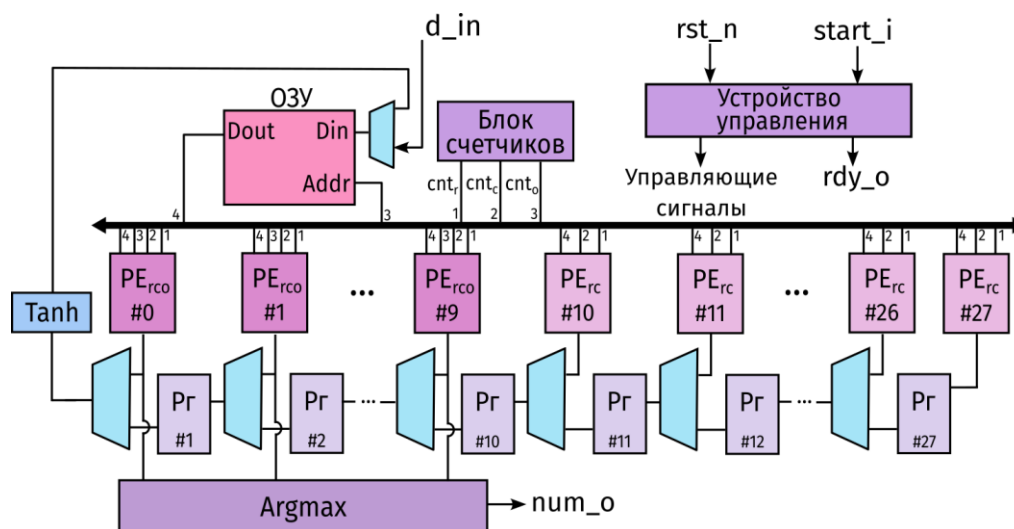 d_in
rst_n
start_i
ОЗУ
Dout
Din
Addr
Блок
счетчиков
Устройство
управления
cnt_r
cnt_c
cnt_o
Управляющие
сигналы
rdy_o
4
3
1
2
3
4 3 2 1
4 3 2 1
4 3 2 1
4 2 1
4 2 1
4 2 1
4 2 1
PE_rco
#0
PE_rco
#1
...
PE_rco
#9
PE_rc
#10
PE_rc
#11
...
PE_rc
#26
PE_rc
#27
Tanh
Рг
#1
Рг
#2
...
Рг
#10
Рг
#11
Рг
#12
...
Рг
#27
Argmax
num_o